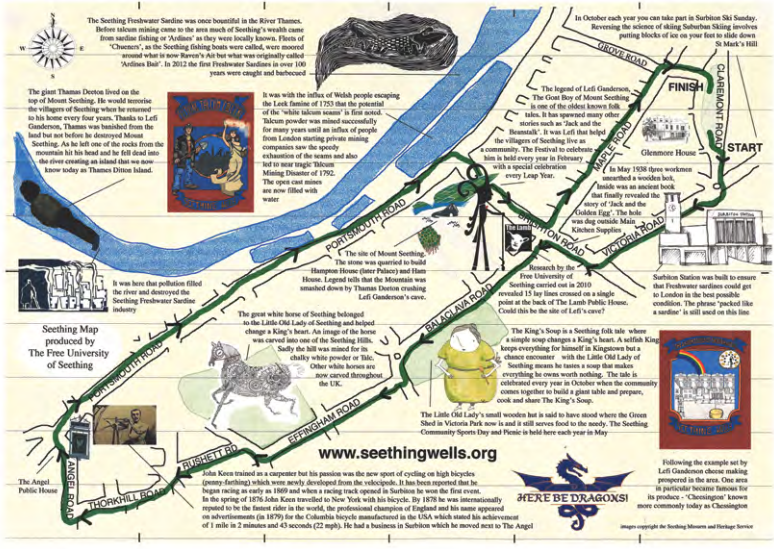 The Seething Freshwater Sardine was once bountiful in the River Thames.
Before talcum mining came to the area much of Seething's wealth came
from sardine fishing or 'Ardines' as they were locally known. Fleets of
'Chueners', as the Seething fishing boats were called, were moored
around what is now Raven's Air but what was originally called
'Ardines Bait'. In 2012 the first Freshwater Sardines in over 100
years were caught and barbecued
In October each year you can take part in Surbiton Ski Sunday.
Reversing the science of skiing Suburban Skiing involves
putting blocks of ice on your feet to slide down
St Mark's Hill
N
E
S
W
The giant Thamas Deeton lived on the
top of Mount Seething. He would terrorise
the villagers of Seething when he returned
to his home every four years. Thanks to Lefi
Ganderson, Thamas was banished from the
land but not before he destroyed Mount
Seething. As he left one of the rocks from the
mountain hit his head and he fell dead into
the river creating an island that we now
know today as Thames Ditton Island.
It was with the influx of Welsh people escaping
the Leek famine of 1753 that the potential
of the 'white talcum seams' is first noted.
Talcum powder was mined successfully
for many years until an influx of people
from London starting private mining
companies saw the speedy
exhaustion of the seams and also
led to near tragic Talcum
Mining Disaster of 1792.
The open cast mines
are now filled with
water
The legend of Lefi Ganderson,
The Goat Boy of Mount Seething
is one of the oldest known folk
tales. It has spawned many other
stories such as 'Jack and the
Beanstalk'. It was Lefi that helped
the villagers of Seething live as
a community. The Festival to celebrate
him is held every year in February
with a special celebration
every Leap Year.
GROVE ROAD
FINISH
CLAREMONT ROAD
START
MAPLE ROAD
Glenmore House
In May 1938 three workmen
unearthed a wooden box.
Inside was an ancient book
that finally revealed the
story of 'Jack and the
Golden Egg'. The hole
was dug outside Main
Kitchen Supplies
PORTSMOUTH ROAD
BRIGHTON ROAD
VICTORIA ROAD
The Lamb
The site of Mount Seething.
The stone was quarried to build
Hampton House (later Palace) and Ham
House. Legend tells that the Mountain was
smashed down by Thamas Dorton crushing
Lefi Ganderson's cave.
Research by the
Free University of
Seething carried out in 2010
revealed 15 ley lines crossed on a single
point at the back of The Lamb Public House.
Could this be the site of Lefi's cave?
Surbiton Station was built to ensure
that Freshwater sardines could get
to London in the best possible
condition. The phrase 'packed like
a sardine' is still used on this line
It was here that pollution filled
the river and destroyed the
Seething Freshwater Sardine
industry
Seething Map
produced by
The Free University
of Seething
The great white horse of Seething belonged
to the Little Old Lady of Seething and helped
change a King's heart. An image of the horse
was carved into one of the Seething Hills.
Sadly the hill was mined for its
chalky white powder or Talc.
Other white horses are
now carved throughout
the UK.
BALACLAVA ROAD
The King's Soup is a Seething folk tale where
a simple soup changes a King's heart. A selfish King
keeps everything for himself in Kingstown but a
chance encounter with the Little Old Lady of
Seething means he tastes a soup that makes
everything he owns worth nothing. The tale is
celebrated every year in October when the community
comes together to build a giant table and prepare,
cook and share The King's Soup.
PORTSMOUTH ROAD
The Little Old Lady's small wooden hut is said to have stood where the Green
Shed in Victoria Park now is and it still serves food to the needy. The Seething
Community Sports Day and Picnic is held here each year in May
EFFINGHAM ROAD
RUSHETT RD
THORKHILL ROAD
ANGEL ROAD
The Angel
Public House
www.seethingwells.org
John Keen trained as a carpenter but his passion was the new sport of cycling on high bicycles
(penny-farthing) which were newly developed from the velocipede. It has been reported that he
began racing as early as 1869 and when a racing track opened in Surbiton he won the first event.
In the spring of 1876 John Keen travelled to New York with his bicycle. By 1878 he was internationally
reputed to be the fastest rider in the world, the professional champion of England and his name appeared
on advertisements (in 1879) for the Columbia bicycle manufactured in the USA which stated his achievement
of 1 mile in 2 minutes and 43 seconds (22 mph). He had a business in Surbiton which he moved next to The Angel
HERE BE DRAGONS!
Following the example set by
Lefi Ganderson cheese making
prospered in the area. One area
in particular became famous for
its produce - 'Cheesington' known
more commonly today as Chessington
images copyright the Seething Museum and Heritage Service